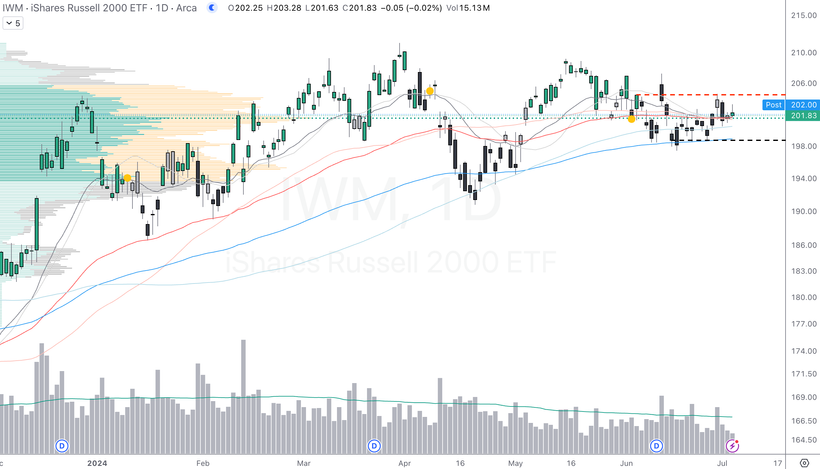 IWM · iShares Russell 2000 ETF · 1D · Arca O202.25 H203.28 L201.63 C201.83 −0.05 (−0.02%) Vol15.13M
5
215.00
210.00
206.00
Post 202.00
201.83
198.00
194.00
190.00
186.00
183.00
180.00
177.00
174.00
171.50
169.00
166.50
164.50
IWM, 1D
iShares Russell 2000 ETF
D D D
2024 Feb Mar Apr 16 May 16 Jun Jul 17